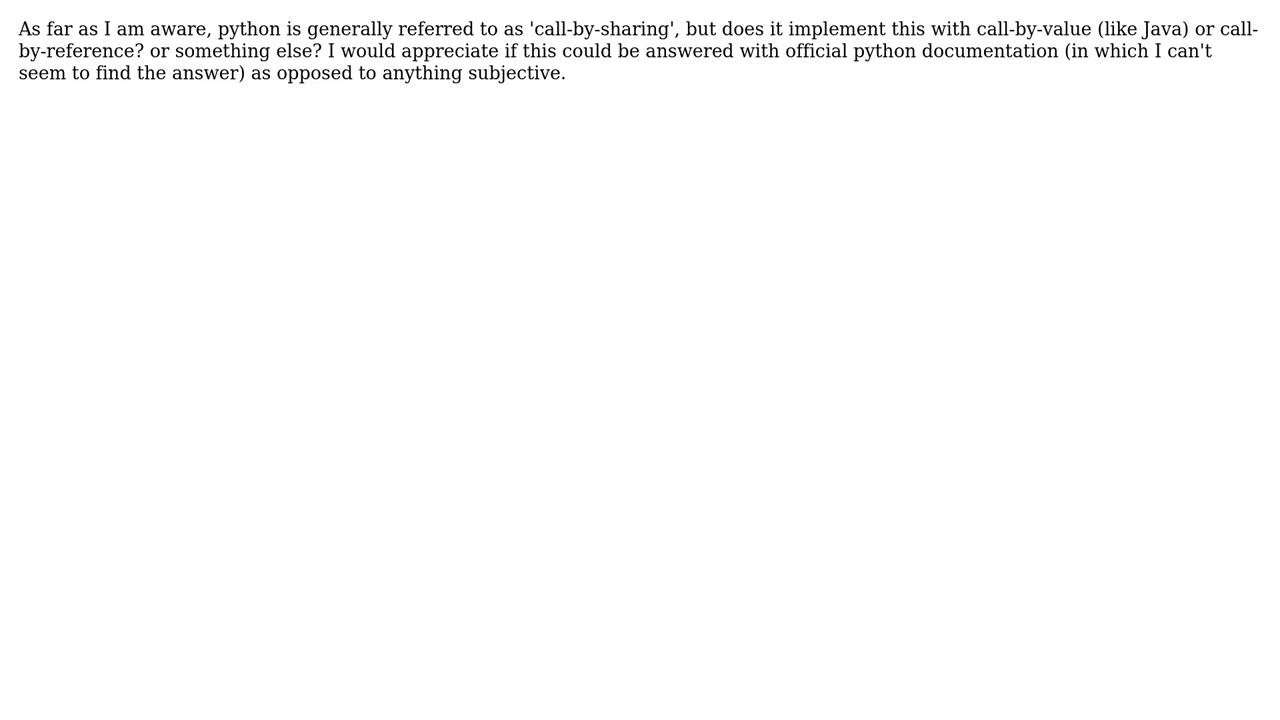 As far as I am aware, python is generally referred to as 'call-by-sharing', but does it implement this with call-by-value (like Java) or call-
by-reference? or something else? I would appreciate if this could be answered with official python documentation (in which I can't
seem to find the answer) as opposed to anything subjective.